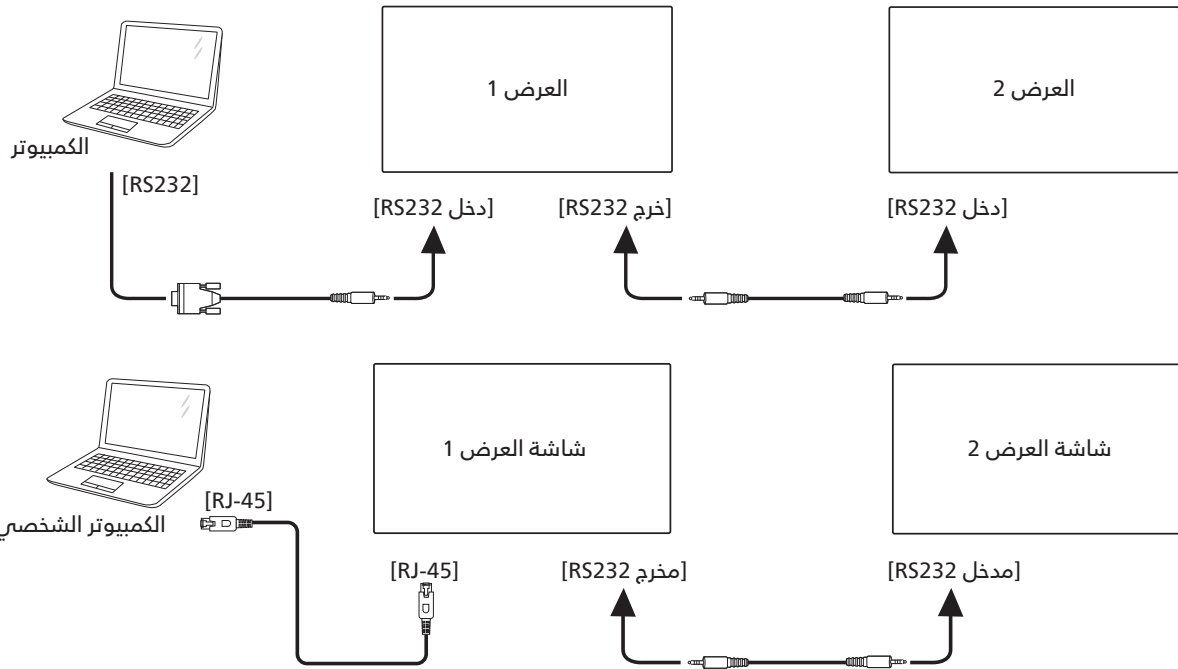 العرض 1
العرض 2
الكمبيوتر
[RS232]
[دخل RS232]
[خرج RS232]
[دخل RS232]
شاشة العرض 1
شاشة العرض 2
[RJ-45]
الكمبيوتر الشخصي
[RJ-45]
[مخرج RS232]
[مدخل RS232]